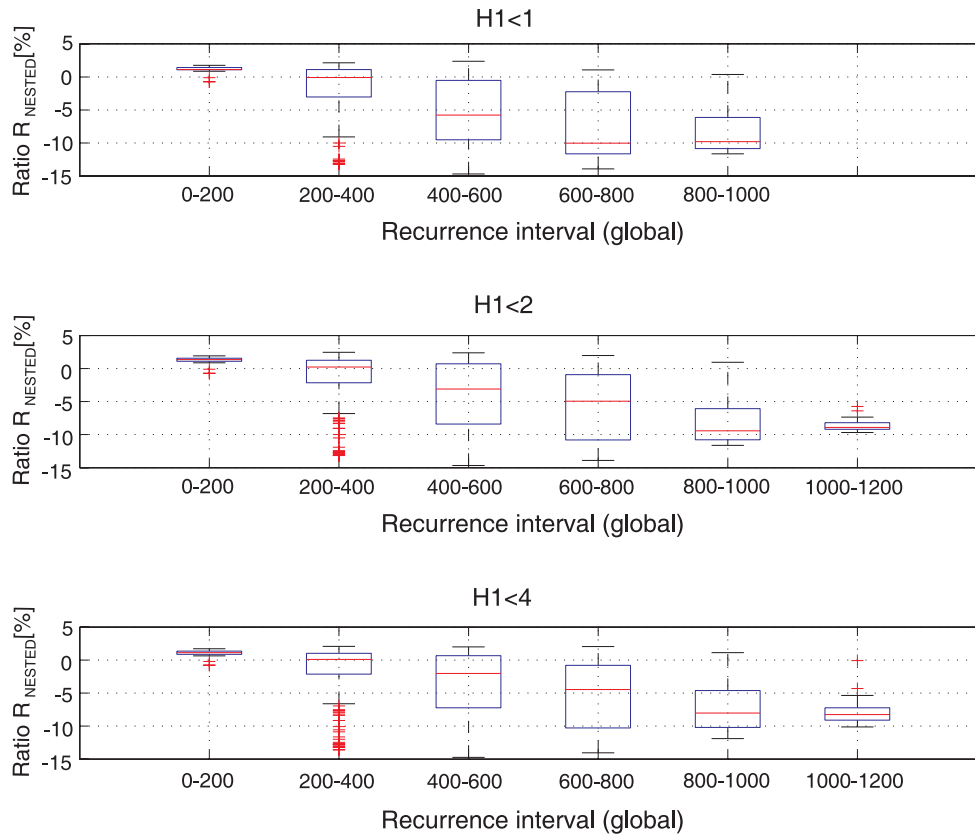 H1<1
Ratio R NESTED[%]
5
0
-5
-10
-15
0-200 200-400 400-600 600-800 800-1000
Recurrence interval (global)
H1<2
Ratio R NESTED[%]
5
0
-5
-10
-15
0-200 200-400 400-600 600-800 800-1000 1000-1200
Recurrence interval (global)
H1<4
Ratio R NESTED[%]
5
0
-5
-10
-15
0-200 200-400 400-600 600-800 800-1000 1000-1200
Recurrence interval (global)